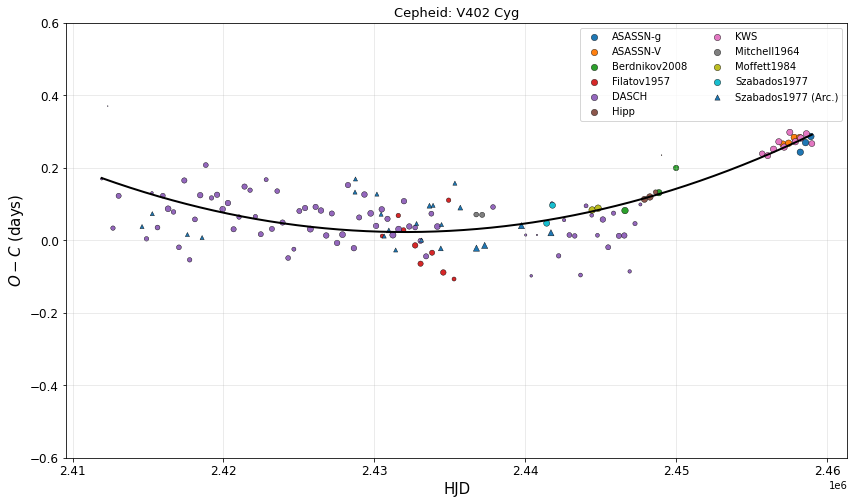 Cepheid: V402 Cyg
0.6
0.4
0.2
0.0
−0.2
−0.4
−0.6
O − C (days)
ASASSN-g
ASASSN-V
Berdnikov2008
Filatov1957
DASCH
Hipp
KWS
Mitchell1964
Moffett1984
Szabados1977
Szabados1977 (Arc.)
2.41 2.42 2.43 2.44 2.45 2.46
1e6
HJD